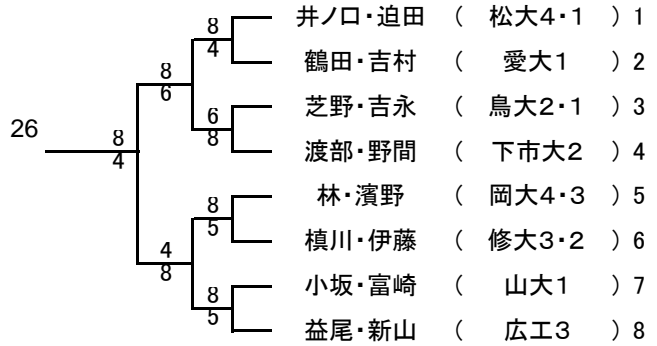 8 井ノ口・迫田 ( 松大4・1 ) 1
4
8 鶴田・吉村 ( 愛大1 ) 2
6
6 芝野・吉永 ( 鳥大2・1 ) 3
8
26 8
4 渡部・野間 ( 下市大2 ) 4
8 林・濱野 ( 岡大4・3 ) 5
5
4 槙川・伊藤 ( 修大3・2 ) 6
8
8 小坂・富崎 ( 山大1 ) 7
5
益尾・新山 ( 広工3 ) 8